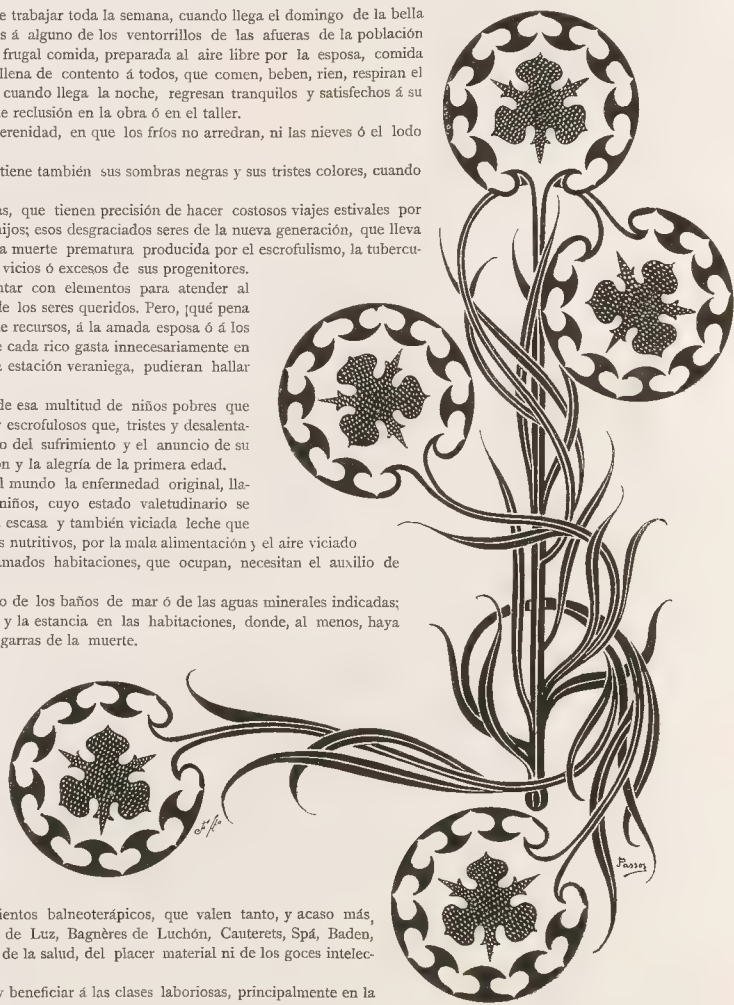 e trabajar toda la semana, cuando llega el domingo de la bella
s á alguno de los ventorrillos de las afueras de la población
frugal comida, preparada al aire libre por la esposa, comida
llena de contento á todos, que comen, beben, rien, respiran el
cuando llega la noche, regresan tranquilos y satisfechos á su
e reclusión en la obra ó en el taller.
erenidad, en que los fríos no arredran, ni las nieves ó el lodo
tiene también sus sombras negras y sus tristes colores, cuando
as, que tienen precisión de hacer costosos viajes estivales por
hijos; esos desgraciados seres de la nueva generación, que lleva
a muerte prematura producida por el escrofulismo, la tubercu-
vicios ó excesos de sus progenitores.
ntar con elementos para atender al
de los seres queridos. Pero, ¡qué pena
e recursos, á la amada esposa ó á los
e cada rico gasta innecesariamente en
a estación veraniega, pudieran hallar
de esa multitud de niños pobres que
y escrofulosos que, tristes y desalenta-
o del sufrimiento y el anuncio de su
n y la alegría de la primera edad.
l mundo la enfermedad original, lla-
niños, cuyo estado valetudinario se
escasa y también viciada leche que
s nutritivos, por la mala alimentación y el aire viciado
amados habitaciones, que ocupan, necesitan el auxilio de
o de los baños de mar ó de las aguas minerales indicadas;
y la estancia en las habitaciones, donde, al menos, haya
garras de la muerte.
Passos
ientos balneoterápicos, que valen tanto, y acaso más,
de Luz, Bagnères de Luchón, Cauterets, Spá, Baden,
de la salud, del placer material ni de los goces intelec-
y beneficiar á las clases laboriosas, principalmente en la